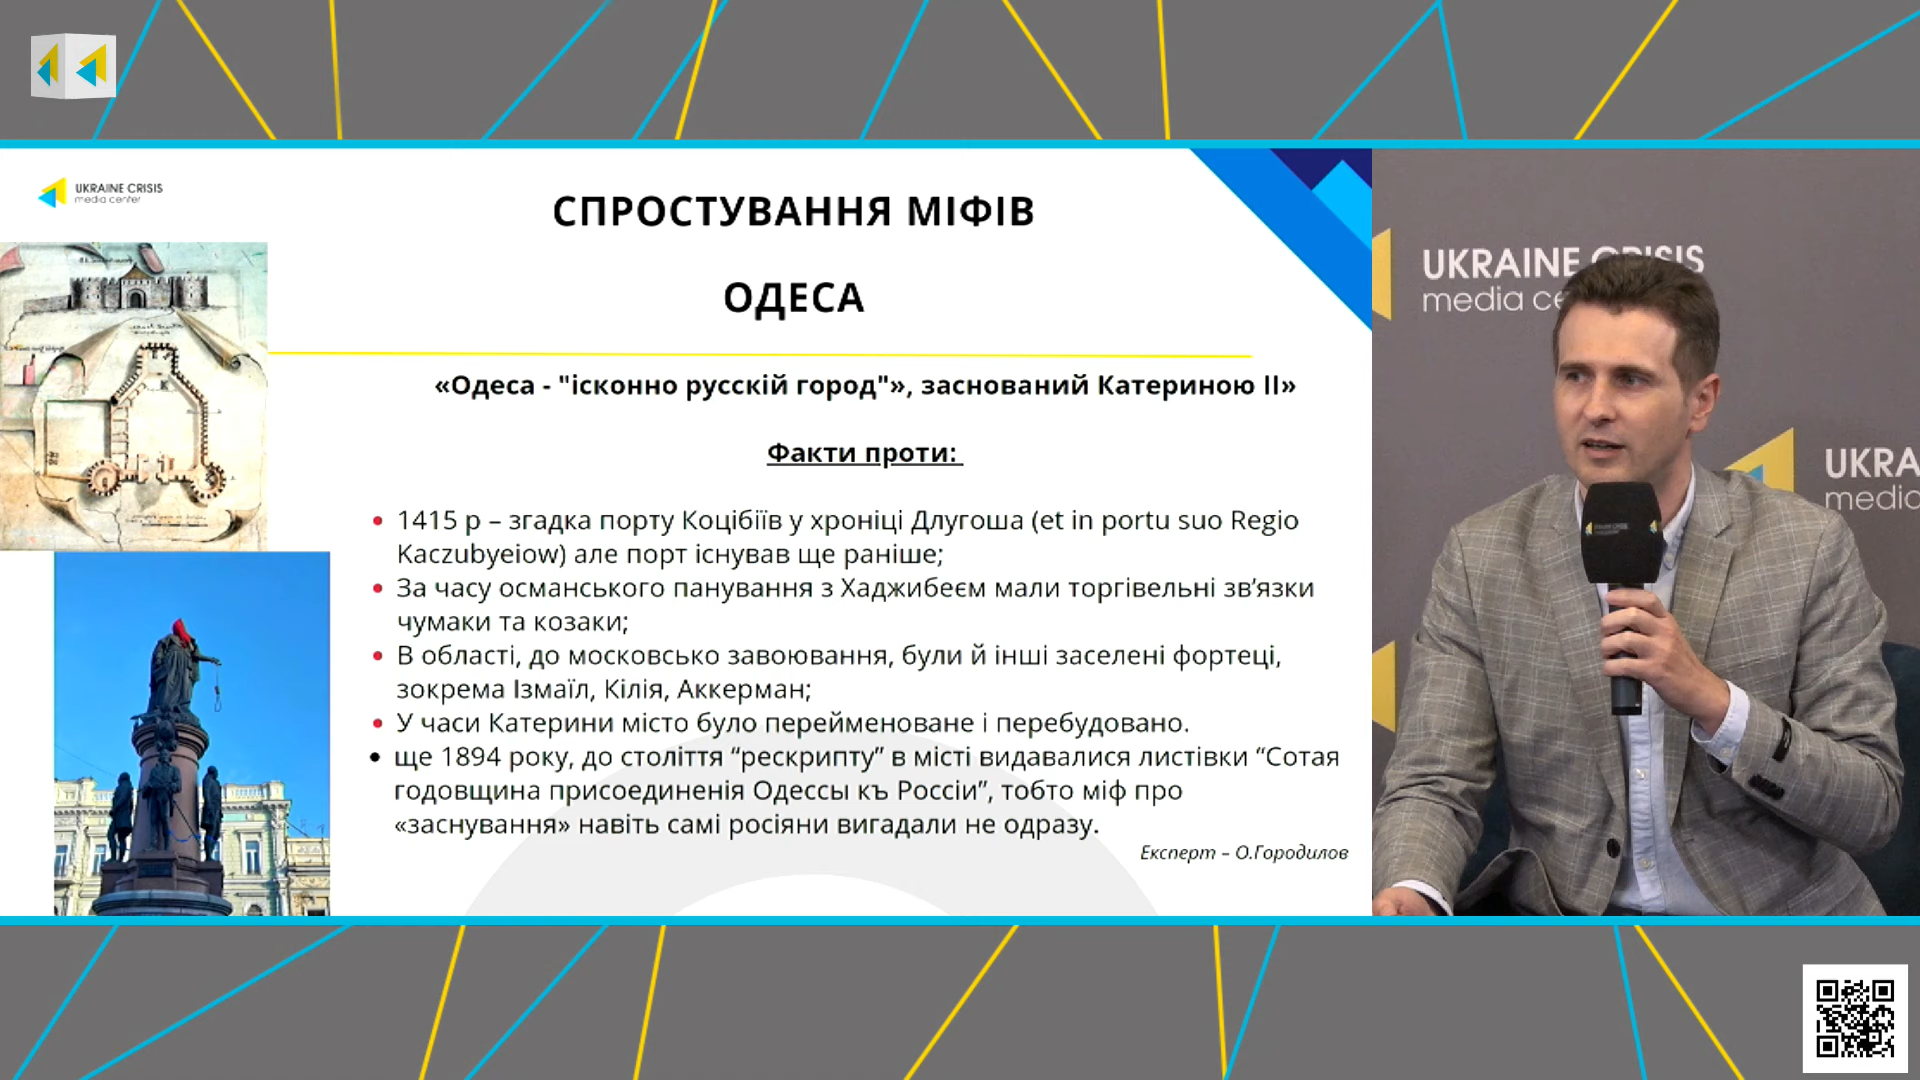 UKRAINE CRISIS
media center
СПРОСТУВАННЯ МІФІВ
ОДЕСА
«Одеса - "ісконно русскій город"», заснований Катериною ІІ»
Факти проти:
1415 р – згадка порту Коцібіїв у хроніці Длугоша (et in portu suo Regio
Kaczubyeiow) але порт існував ще раніше;
За часу османського панування з Хаджибеєм мали торгівельні зв’язки
чумаки та козаки;
В області, до московсько завоювання, були й інші заселені фортеці,
зокрема Ізмаїл, Кілія, Аккерман;
У часи Катерини місто було перейменоване і перебудовано.
ще 1894 року, до століття “рескрипту” в місті видавалися листівки “Сотая
годовщина присоединенія Одессы къ Россіи”, тобто міф про
«заснування» навіть самі росіяни вигадали не одразу.
Експерт – О.Городилов
UKRAINE CRISIS
media ce
UKRA
media